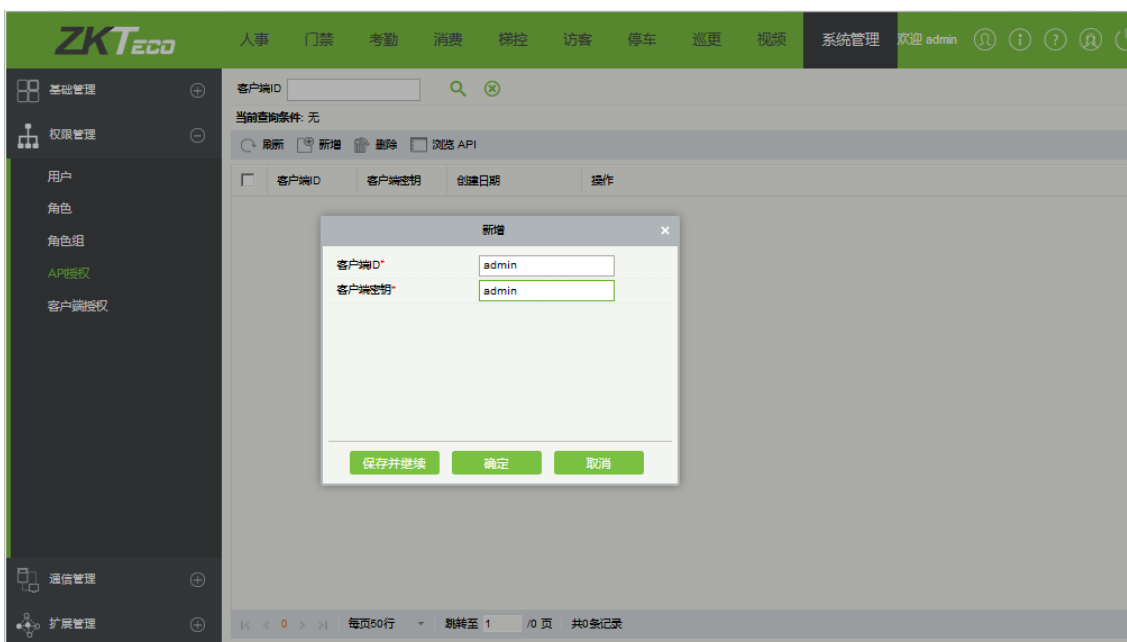 ZKTECO 人事 门禁 考勤 消费 梯控 访客 停车 巡更 视频 系统管理 欢迎 admin
基础管理
权限管理
用户
角色
角色组
API授权
客户端授权
通信管理
扩展管理
客户端ID
当前查询条件: 无
刷新 新增 删除 浏览 API
客户端ID 客户端密钥 创建日期 操作
新增 ×
客户端ID* admin
客户端密钥* admin
保存并继续 确定 取消
0 每页50行 跳转至 1 /0 页 共0条记录